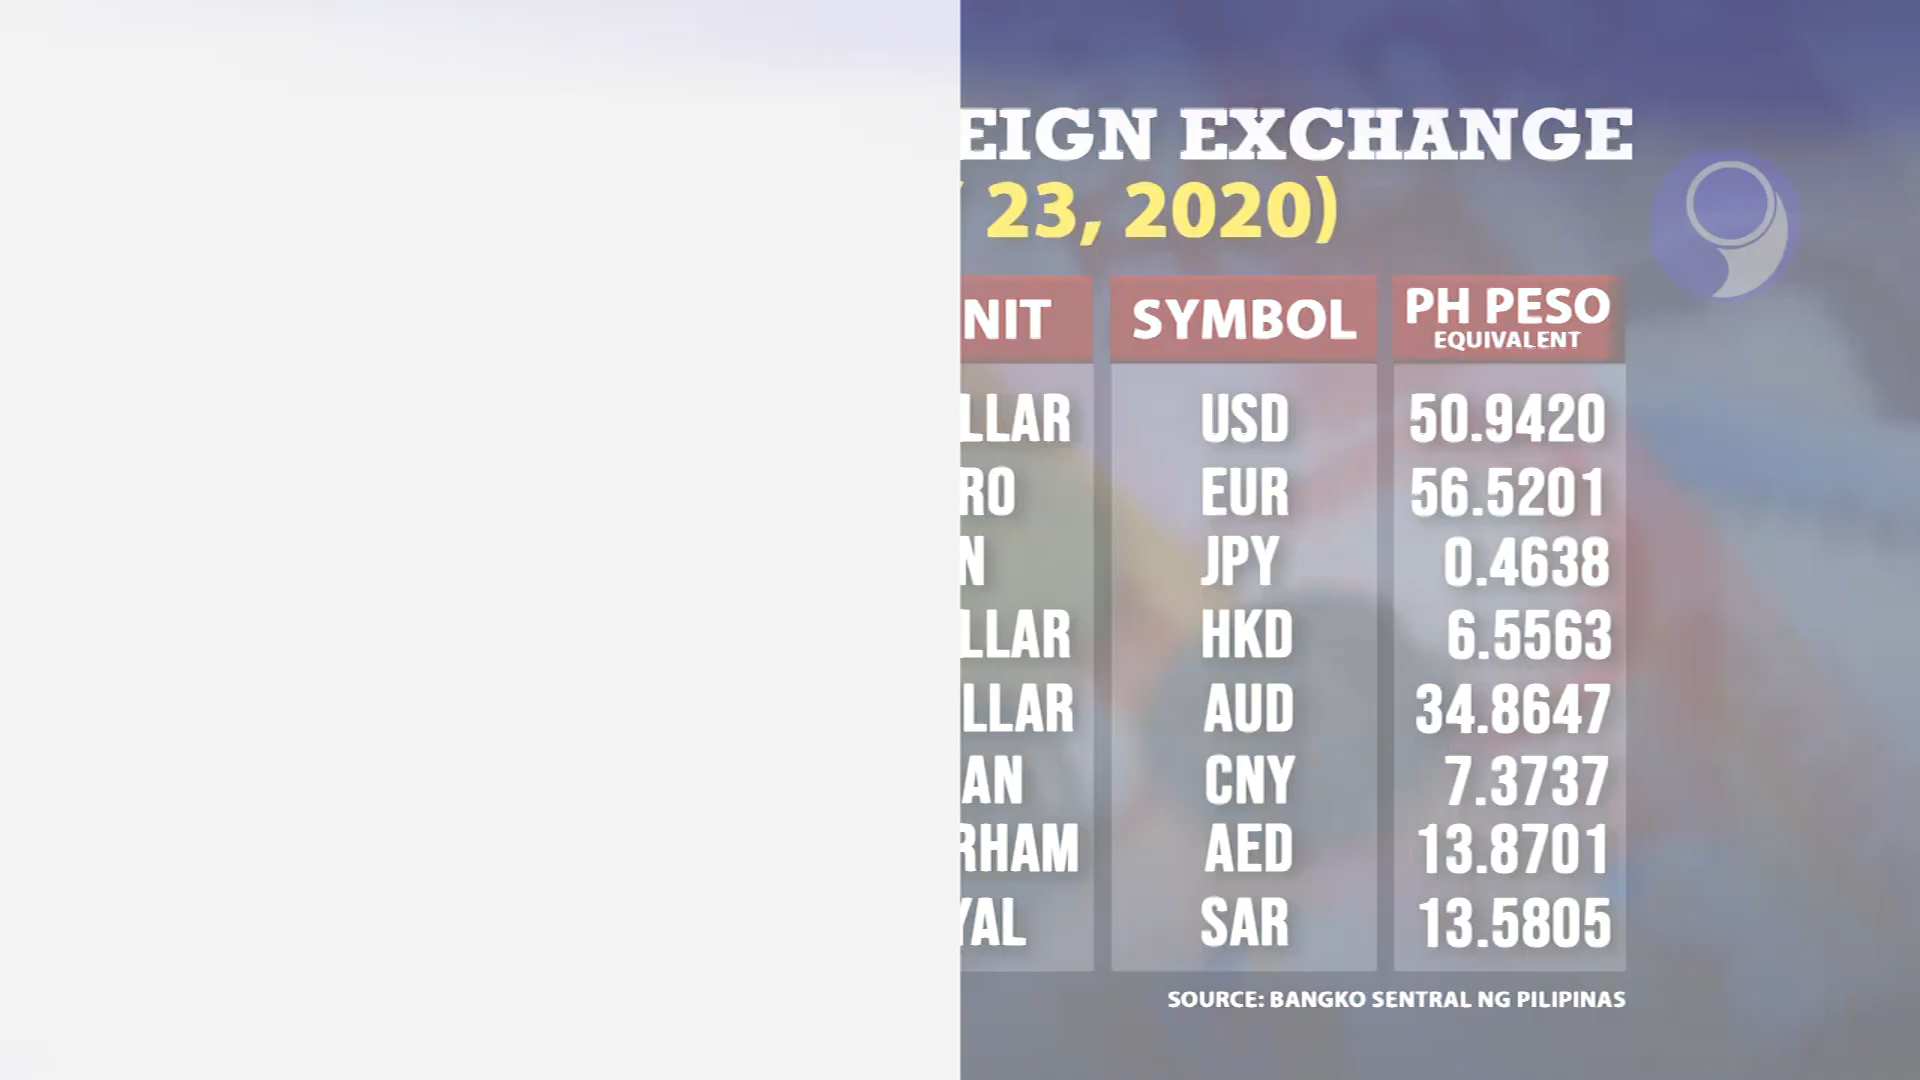 EIGN EXCHANGE
23, 2020)
NIT SYMBOL PH PESO
EQUIVALENT
LLAR USD 50.9420
RO EUR 56.5201
N JPY 0.4638
LLAR HKD 6.5563
LLAR AUD 34.8647
AN CNY 7.3737
RHAM AED 13.8701
YAL SAR 13.5805
SOURCE: BANGKO SENTRAL NG PILIPINAS